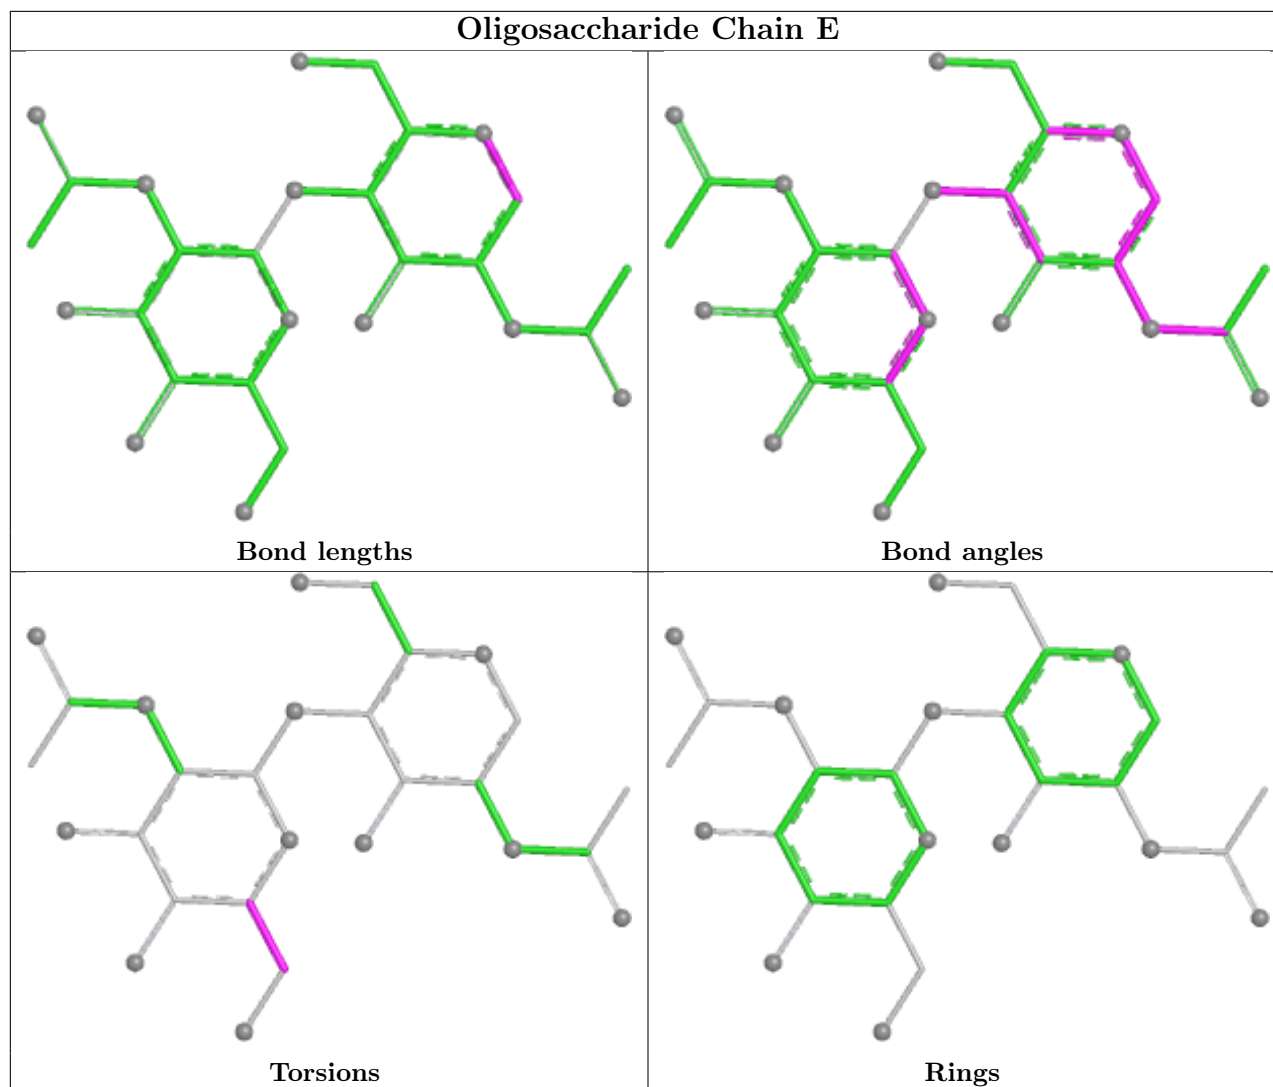 Oligosaccharide Chain E
Bond lengths
Bond angles
Torsions
Rings